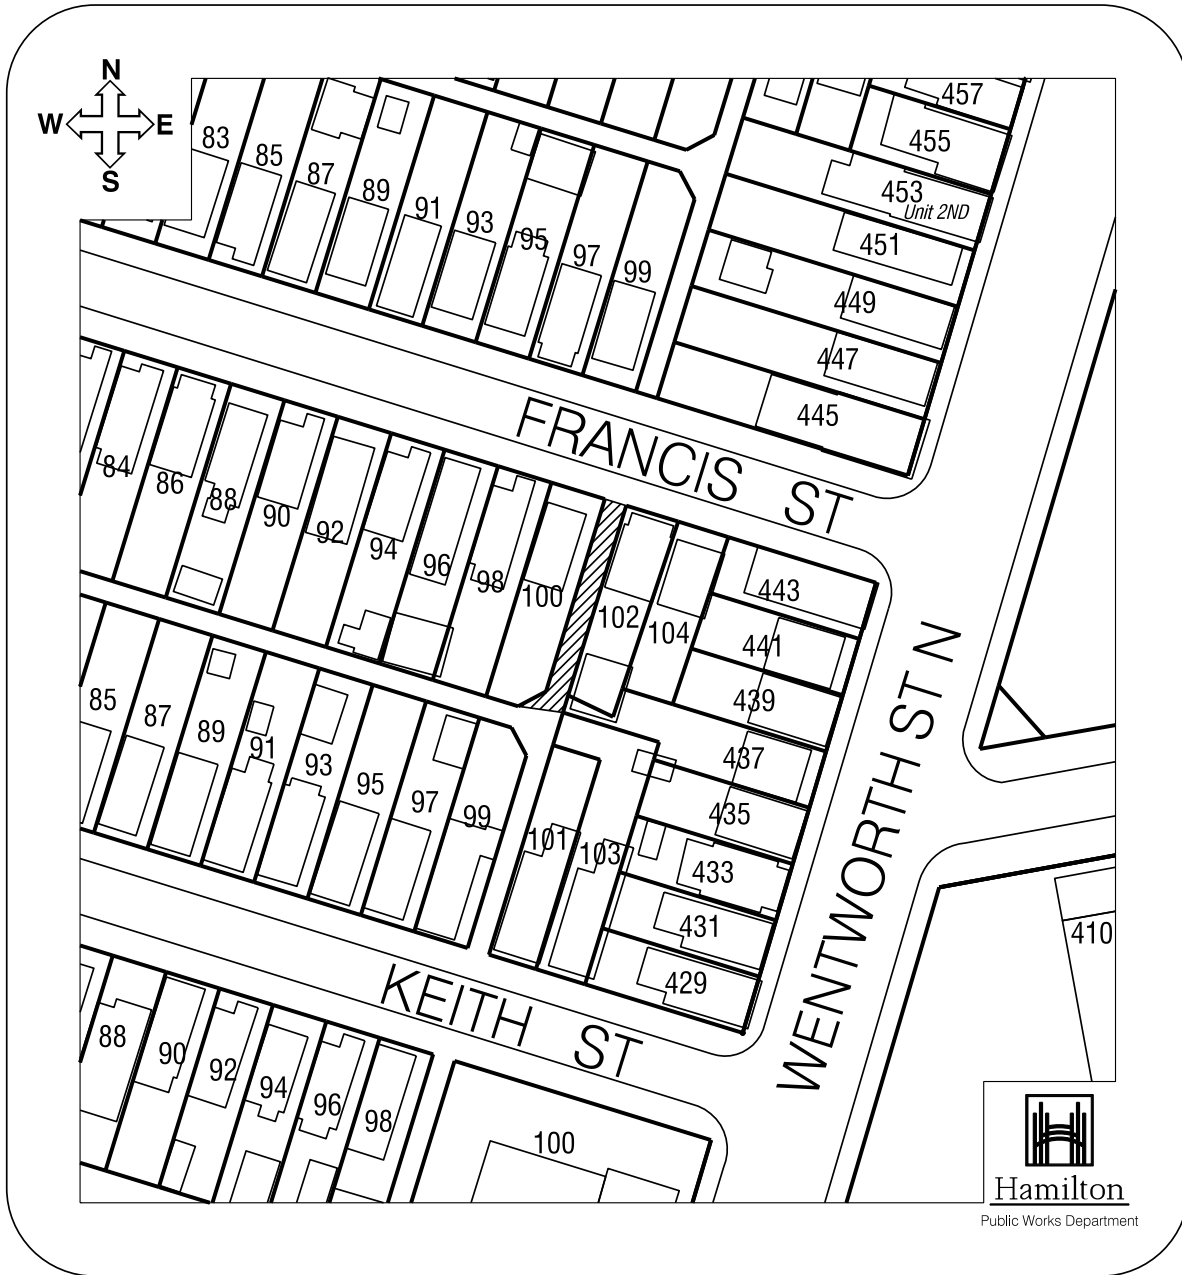 N
W E
S
83 85 87 89 91 93 95 97 99
457
455
453
Unit 2ND
451
449
447
445
FRANCIS ST
84 86 88 90 92 94 96 98 100 102 104
443
441
439
437
435
433
431
429
WENTWORTH ST N
85 87 89 91 93 95 97 99 101 103
KEITH ST
88 90 92 94 96 98 100
410
Hamilton
Public Works Department